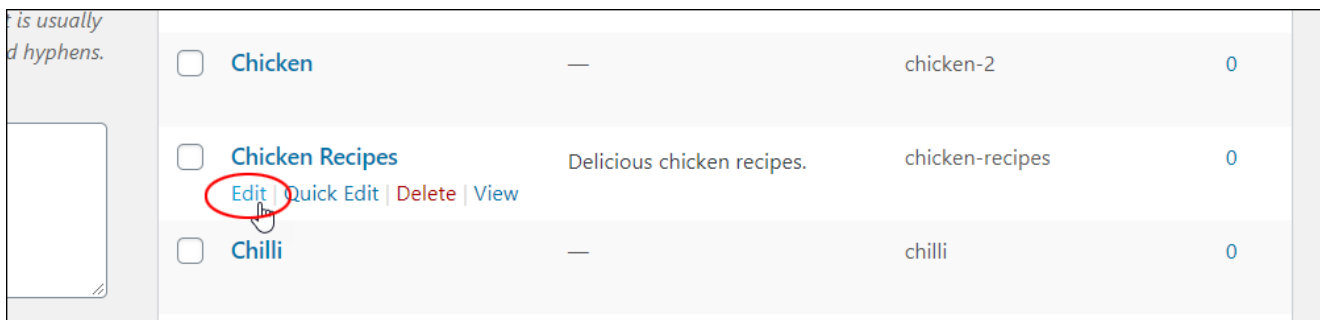 t is usually
d hyphens.
Chicken — chicken-2 0
Chicken Recipes Delicious chicken recipes. chicken-recipes 0
Edit | Quick Edit | Delete | View
Chilli — chilli 0